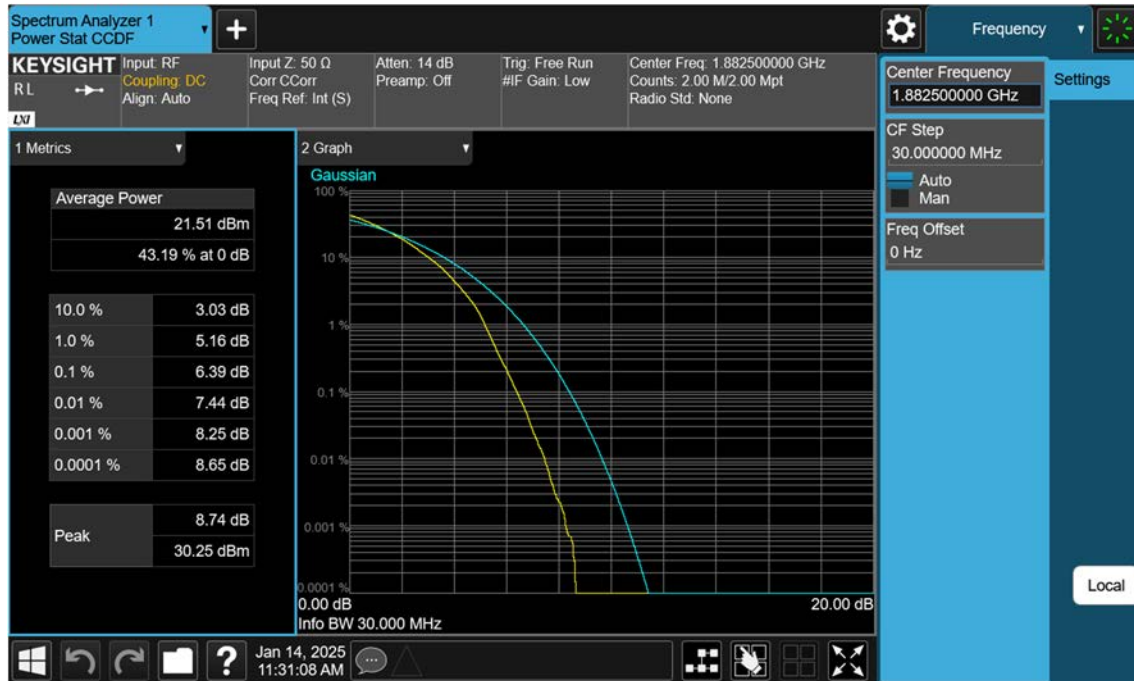 Spectrum Analyzer 1
Power Stat CCDF
Frequency
KEYSIGHT
RL
LXI
Input: RF
Coupling: DC
Align: Auto
Input Z: 50 Ω
Corr CCorr
Freq Ref: Int (S)
Atten: 14 dB
Preamp: Off
Trig: Free Run
#IF Gain: Low
Center Freq: 1.882500000 GHz
Counts: 2.00 M/2.00 Mpt
Radio Std: None
Center Frequency
1.882500000 GHz
Settings
CF Step
30.000000 MHz
Auto
Man
Freq Offset
0 Hz
Local
1 Metrics
Average Power
21.51 dBm
43.19 % at 0 dB
10.0 % 3.03 dB
1.0 % 5.16 dB
0.1 % 6.39 dB
0.01 % 7.44 dB
0.001 % 8.25 dB
0.0001 % 8.65 dB
Peak
8.74 dB
30.25 dBm
2 Graph
Gaussian
100 %
10 %
1 %
0.1 %
0.01 %
0.001 %
0.0001 %
0.00 dB 20.00 dB
Info BW 30.000 MHz
?
Jan 14, 2025
11:31:08 AM